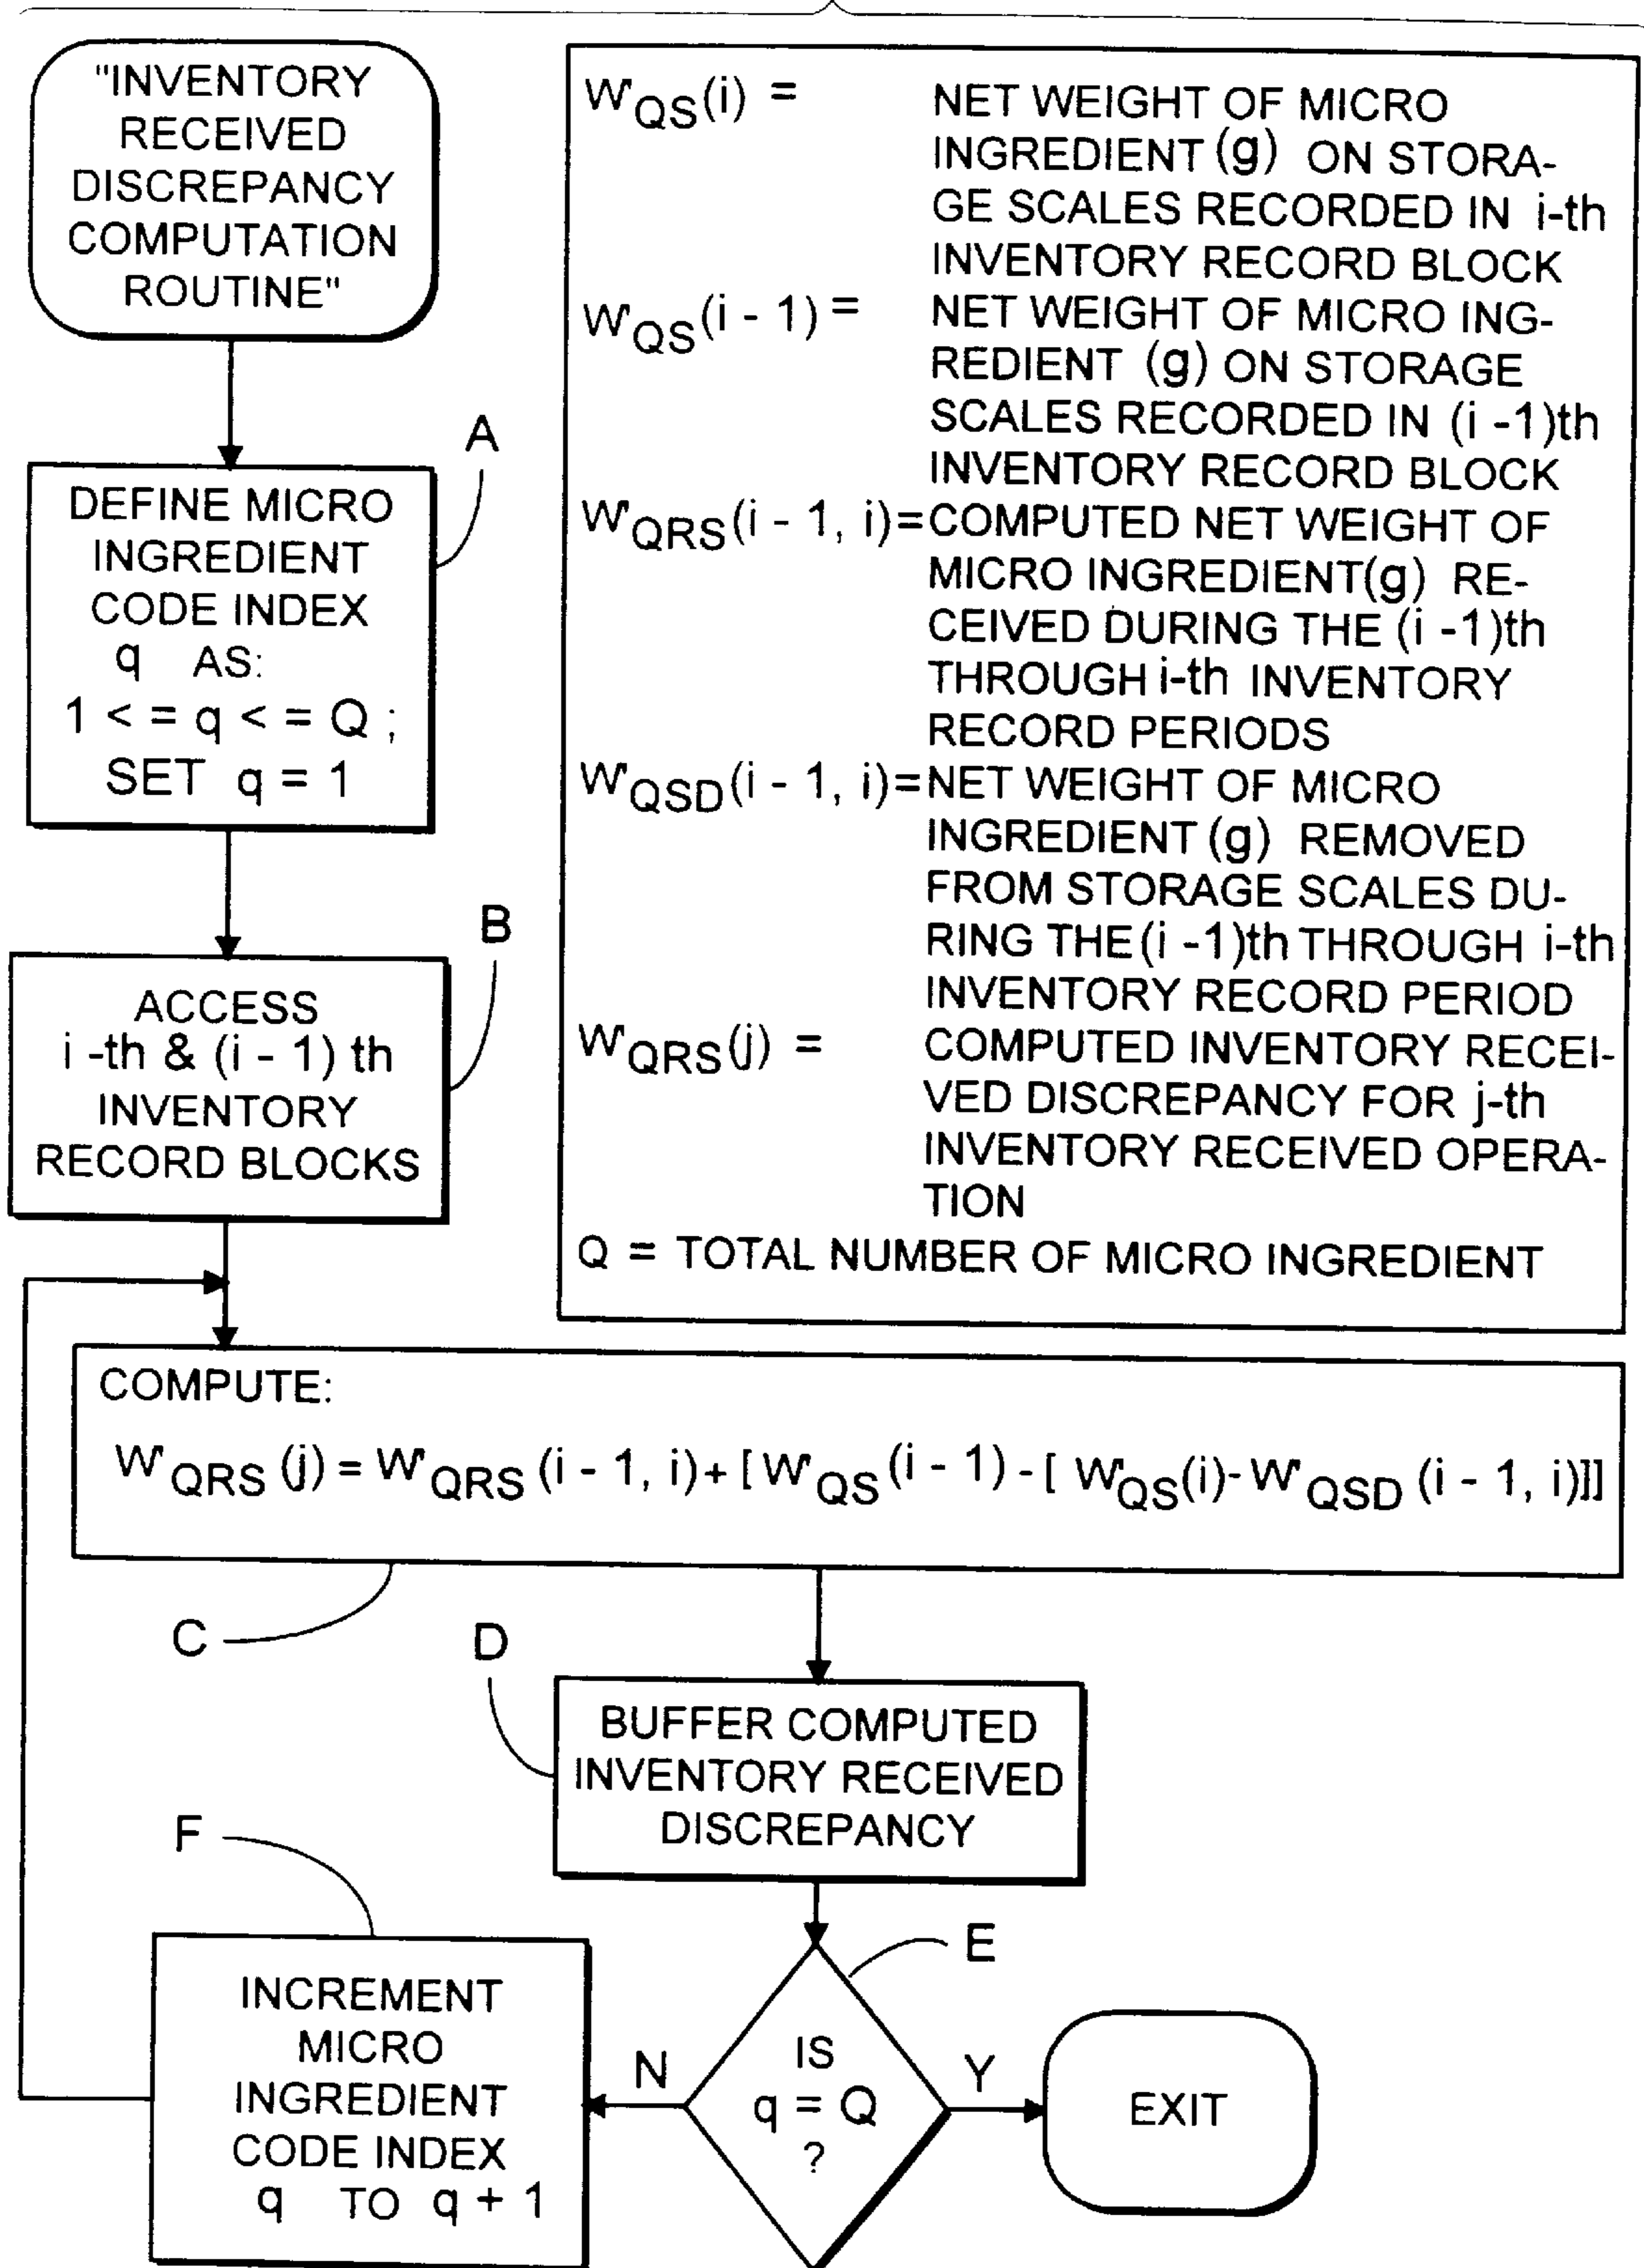 "INVENTORY
RECEIVED
DISCREPANCY
COMPUTATION
ROUTINE"
A
DEFINE MICRO
INGREDIENT
CODE INDEX
q AS:
1 < = q < = Q ;
SET q = 1
B
ACCESS
i -th & (i - 1) th
INVENTORY
RECORD BLOCKS
W QS (i) = NET WEIGHT OF MICRO
INGREDIENT (g) ON STORA-
GE SCALES RECORDED IN i-th
INVENTORY RECORD BLOCK
W QS (i - 1) = NET WEIGHT OF MICRO ING-
REDIENT (g) ON STORAGE
SCALES RECORDED IN (i -1)th
INVENTORY RECORD BLOCK
W QRS (i - 1, i)= COMPUTED NET WEIGHT OF
MICRO INGREDIENT(g) RE-
CEIVED DURING THE (i -1)th
THROUGH i-th INVENTORY
RECORD PERIODS
W QSD (i - 1, i)= NET WEIGHT OF MICRO
INGREDIENT (g) REMOVED
FROM STORAGE SCALES DU-
RING THE (i -1)th THROUGH i-th
INVENTORY RECORD PERIOD
W QRS (j) = COMPUTED INVENTORY RECEI-
VED DISCREPANCY FOR j-th
INVENTORY RECEIVED OPERA-
TION
Q = TOTAL NUMBER OF MICRO INGREDIENT
COMPUTE:
W QRS (j) = W QRS (i - 1, i) + [ W QS (i - 1) - [ W QS (i) - W QSD (i - 1, i)]]
C
D
BUFFER COMPUTED
INVENTORY RECEIVED
DISCREPANCY
F
E
INCREMENT
MICRO
INGREDIENT
CODE INDEX
q TO q + 1
N
IS
q = Q
?
Y
EXIT